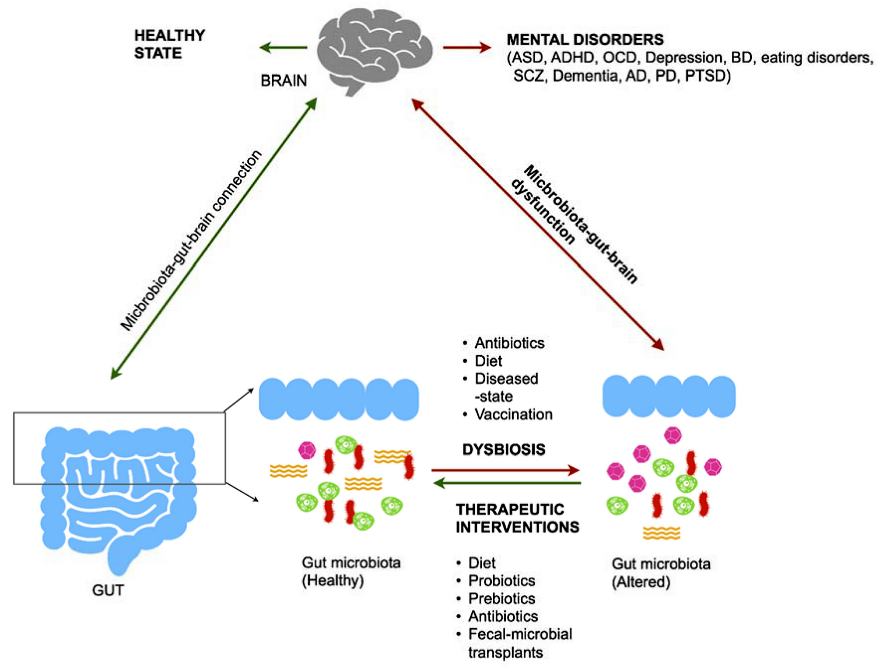 HEALTHY
STATE
BRAIN
MENTAL DISORDERS
(ASD, ADHD, OCD, Depression, BD, eating disorders,
SCZ, Dementia, AD, PD, PTSD)
Micbrobiota-gut-brain connection
Micbrobiota-gut-brain
dysfunction
• Antibiotics
• Diet
• Diseased
-state
• Vaccination
DYSBIOSIS
THERAPEUTIC
INTERVENTIONS
• Diet
• Probiotics
• Prebiotics
• Antibiotics
• Fecal-microbial
transplants
GUT
Gut microbiota
(Healthy)
Gut microbiota
(Altered)